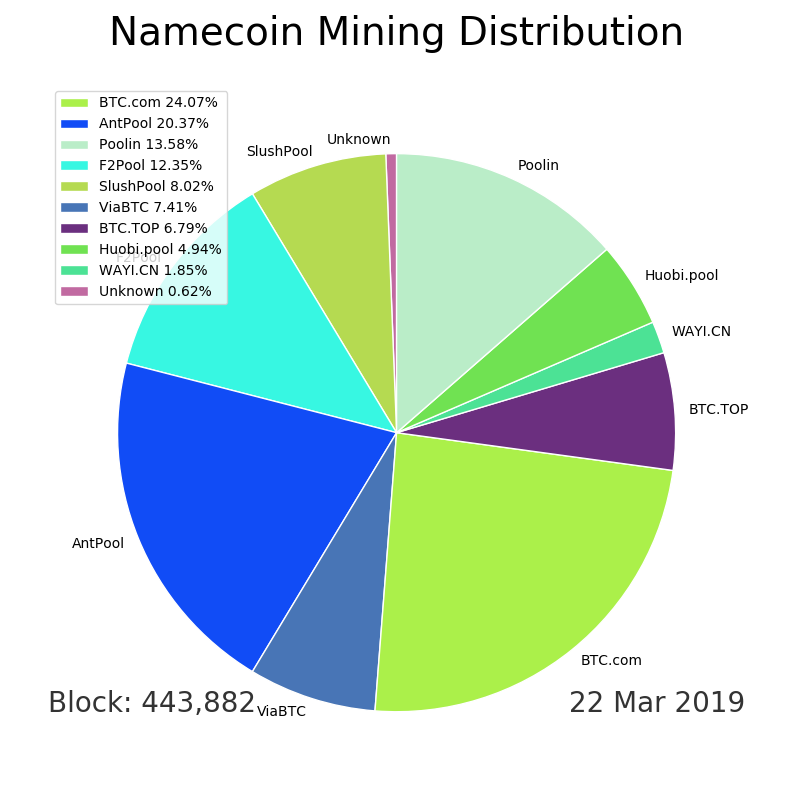 Namecoin Mining Distribution
BTC.com 24.07%
AntPool 20.37%
Poolin 13.58%
F2Pool 12.35%
SlushPool 8.02%
ViaBTC 7.41%
BTC.TOP 6.79%
Huobi.pool 4.94%
WAYI.CN 1.85%
Unknown 0.62%
Unknown
SlushPool
Poolin
F2Pool
Huobi.pool
WAYI.CN
BTC.TOP
AntPool
BTC.com
ViaBTC
Block: 443,882
22 Mar 2019